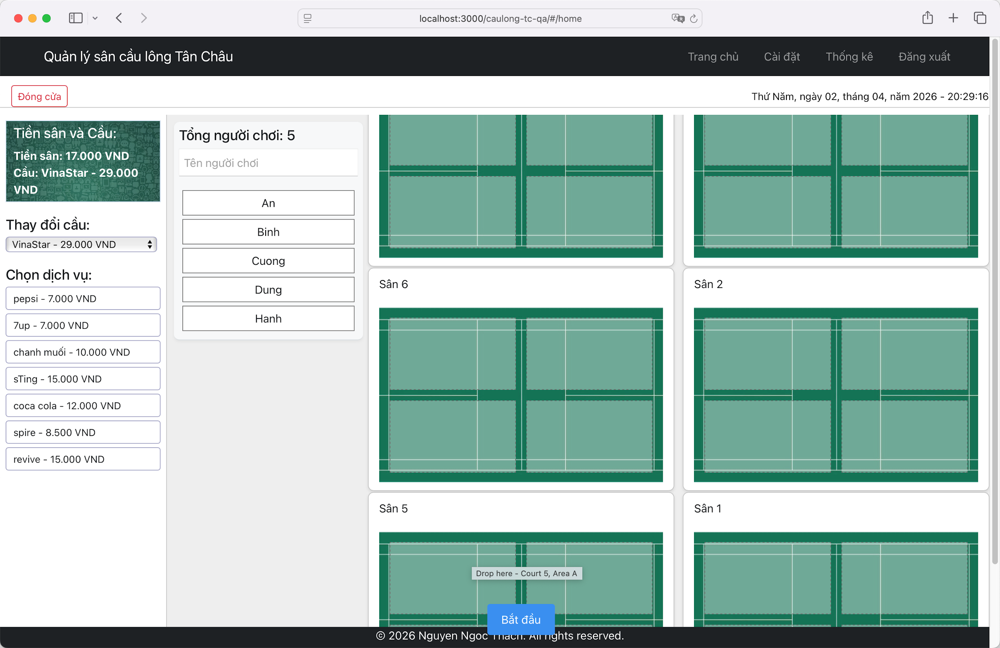 localhost:3000/caulong-tc-qa/#/home
Quản lý sân cầu lông Tân Châu
Trang chủ
Cài đặt
Thống kê
Đăng xuất
Đóng cửa
Thứ Năm, ngày 02, tháng 04, năm 2026 - 20:29:16
Tiền sân và Cầu:
Tiền sân: 17.000 VND
Cầu: VinaStar - 29.000
VND
Thay đổi cầu:
VinaStar - 29.000 VND
Chọn dịch vụ:
pepsi - 7.000 VND
7up - 7.000 VND
chanh muối - 10.000 VND
sTing - 15.000 VND
coca cola - 12.000 VND
spire - 8.500 VND
revive - 15.000 VND
Tổng người chơi: 5
Tên người chơi
An
Binh
Cuong
Dung
Hanh
Sân 6
Sân 2
Sân 5
Sân 1
Drop here - Court 5, Area A
Bắt đầu
© 2026 Nguyen Ngoc Thach. All rights reserved.